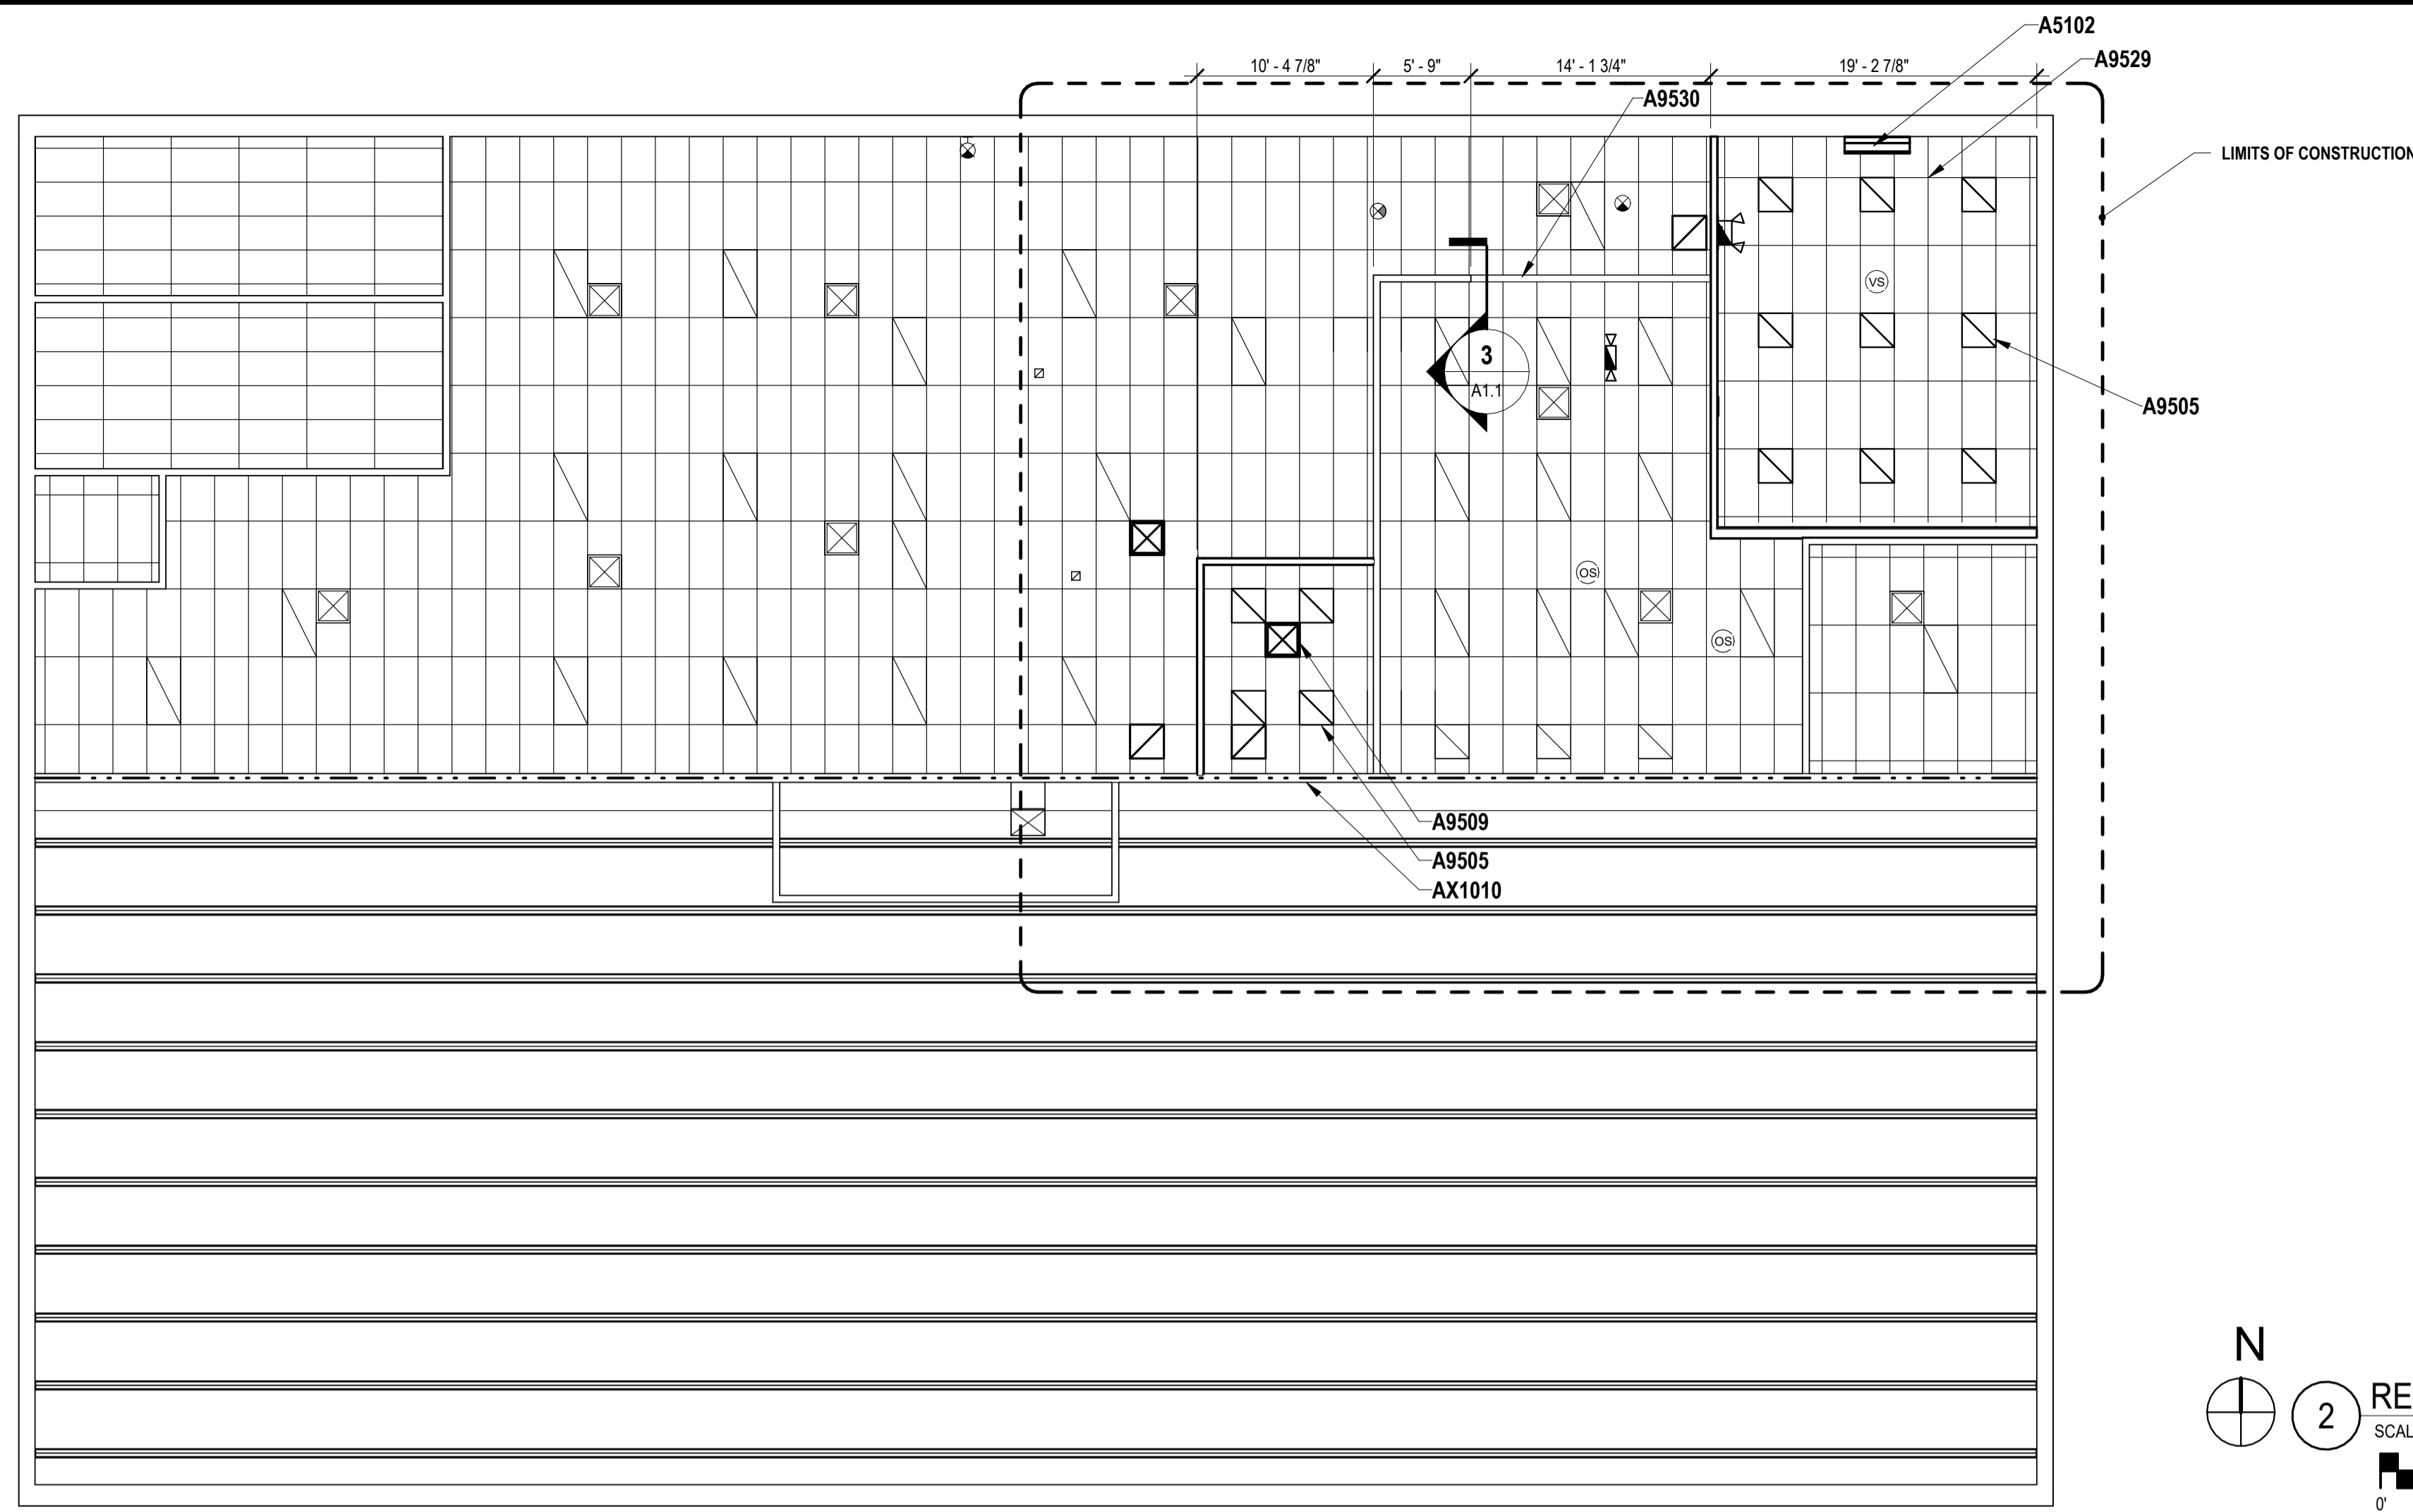 A5102
A9529
10' - 4 7/8" 5' - 9" 14' - 1 3/4" 19' - 2 7/8"
A9530
LIMITS OF CONSTRUCTION
VS
3
A1.1
A9505
OS
OS
A9509
A9505
AX1010
N
2
RE
SCAL
0'